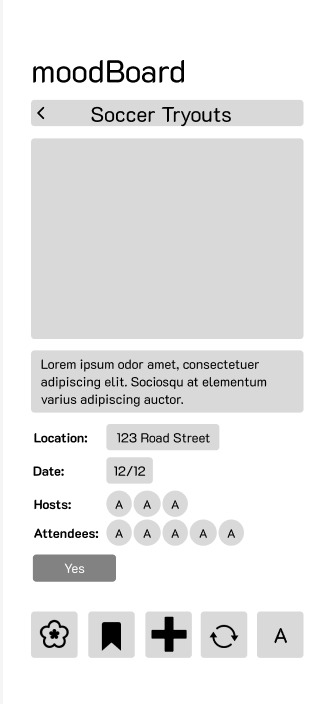 moodBoard
Soccer Tryouts
Lorem ipsum odor amet, consectetuer
adipiscing elit. Sociosqu at elementum
varius adipiscing auctor.
Location: 123 Road Street
Date: 12/12
Hosts: A A A
Attendees: A A A A A
Yes
A